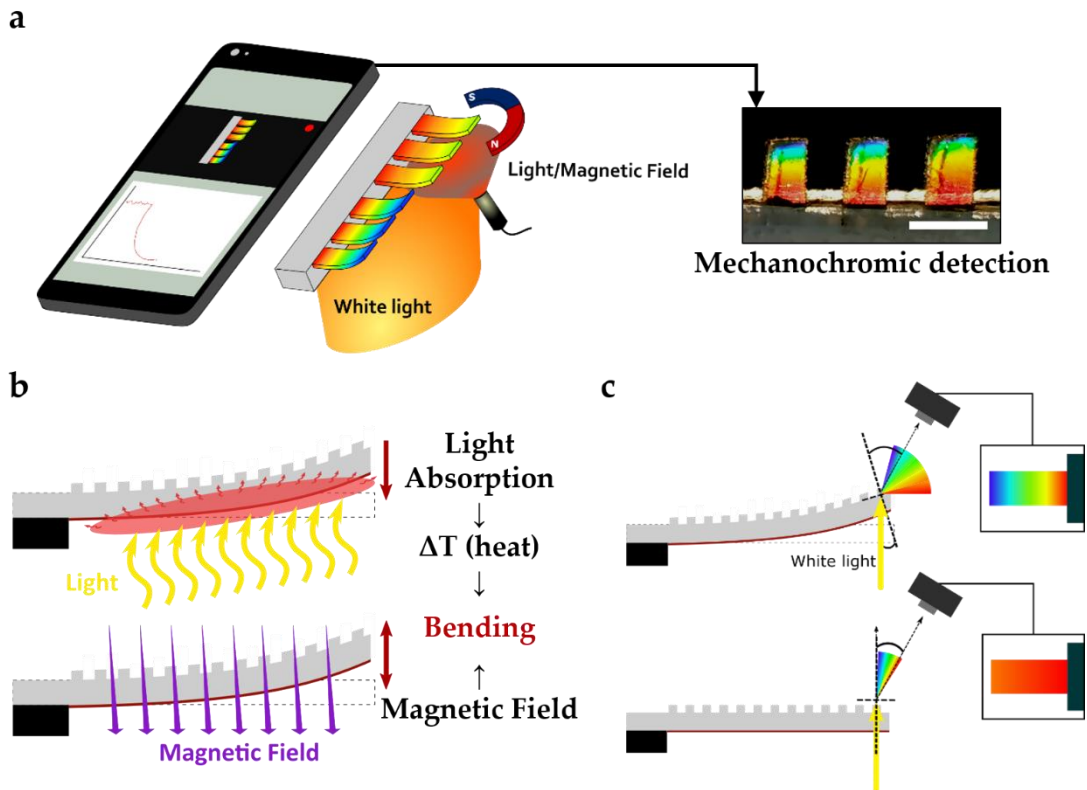 a
S
N
Light/Magnetic Field
White light
Mechanochromic detection
b
Light
Absorption
↓
ΔT (heat)
↓
Bending
↑
Magnetic Field
Light
Magnetic Field
c
White light